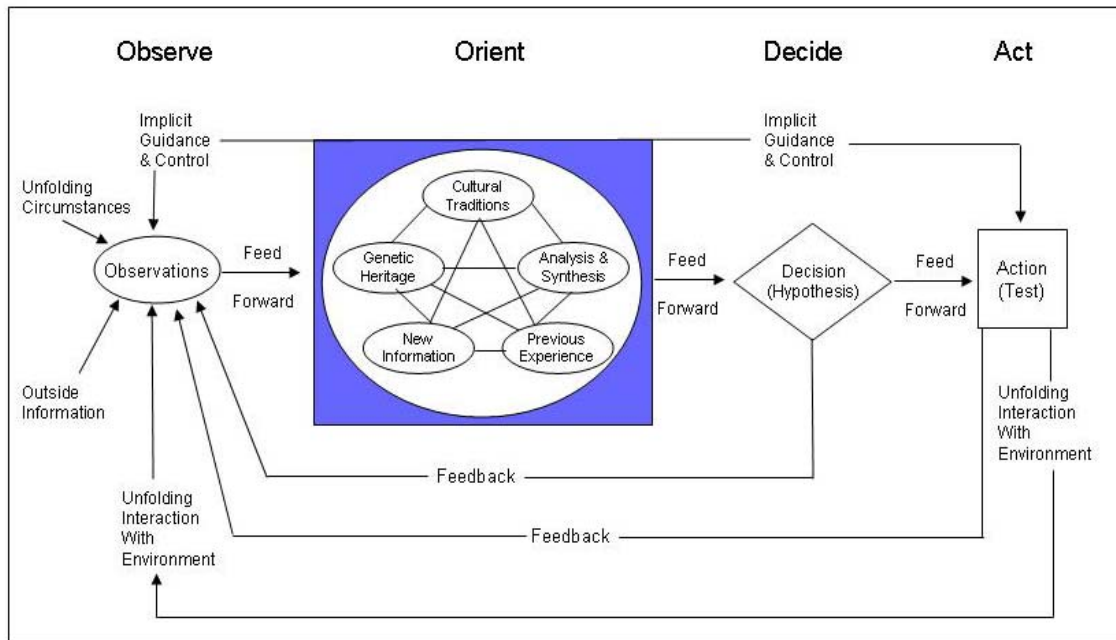 Observe
Orient
Decide
Act
Implicit
Guidance
& Control
Implicit
Guidance
& Control
Unfolding
Circumstances
Observations
Feed
Forward
Cultural
Traditions
Genetic
Heritage
Analysis &
Synthesis
New
Information
Previous
Experience
Feed
Forward
Decision
(Hypothesis)
Feed
Forward
Action
(Test)
Outside
Information
Unfolding
Interaction
With
Environment
Feedback
Unfolding
Interaction
With
Environment
Feedback